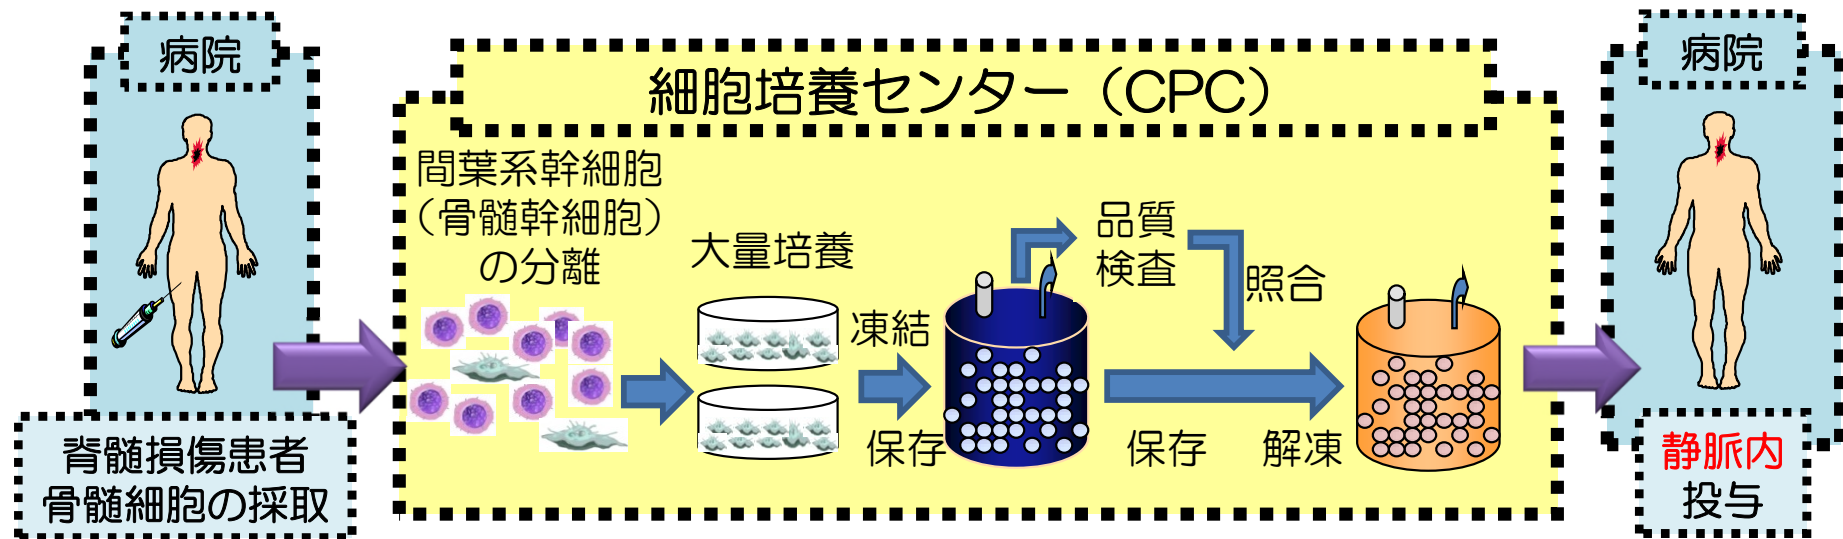 病院
脊髄損傷患者
骨髄細胞の採取
細胞培養センター（CPC）
間葉系幹細胞
（骨髄幹細胞）
の分離
大量培養
凍結
保存
品質
検査
照合
保存
解凍
病院
静脈内
投与